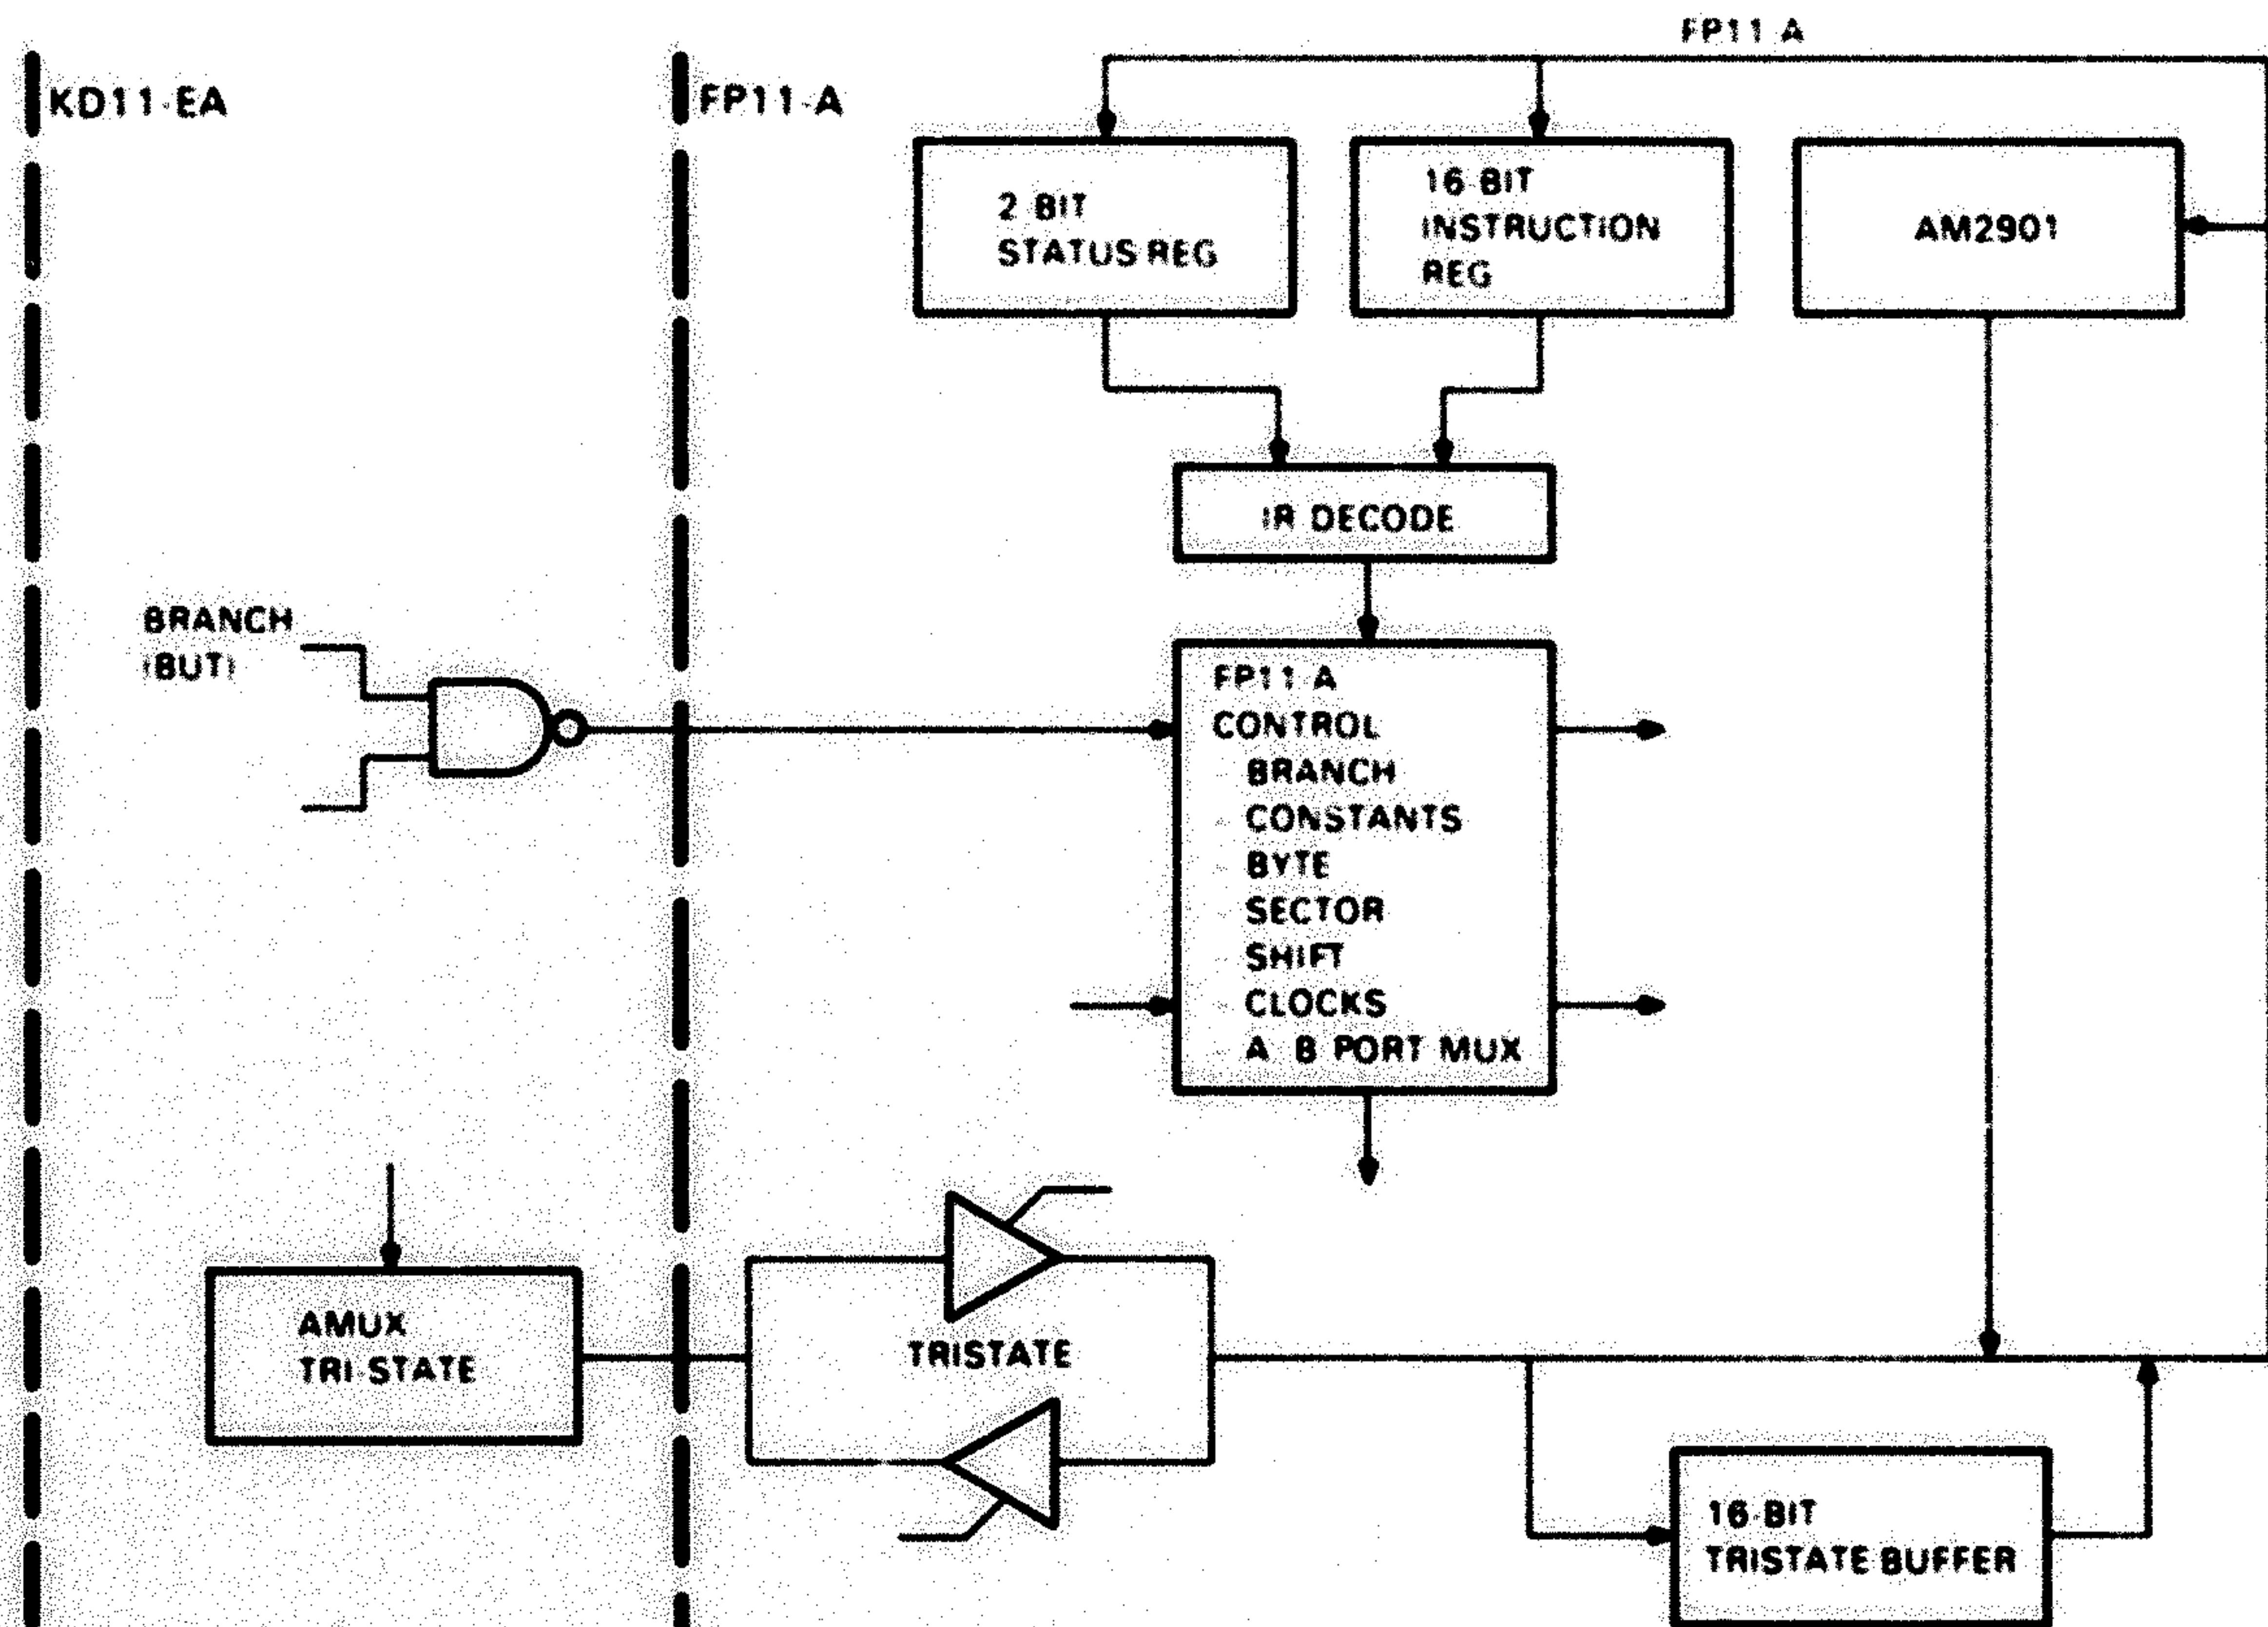 FP11 A
KD11-EA
FP11-A
2 BIT
STATUS REG
16 BIT
INSTRUCTION
REG
AM2901
IR DECODE
BRANCH
(BUT)
FP11 A
CONTROL
- BRANCH
- CONSTANTS
- BYTE
- SECTOR
- SHIFT
- CLOCKS
- A B PORT MUX
AMUX
TRI-STATE
TRISTATE
16-BIT
TRISTATE BUFFER